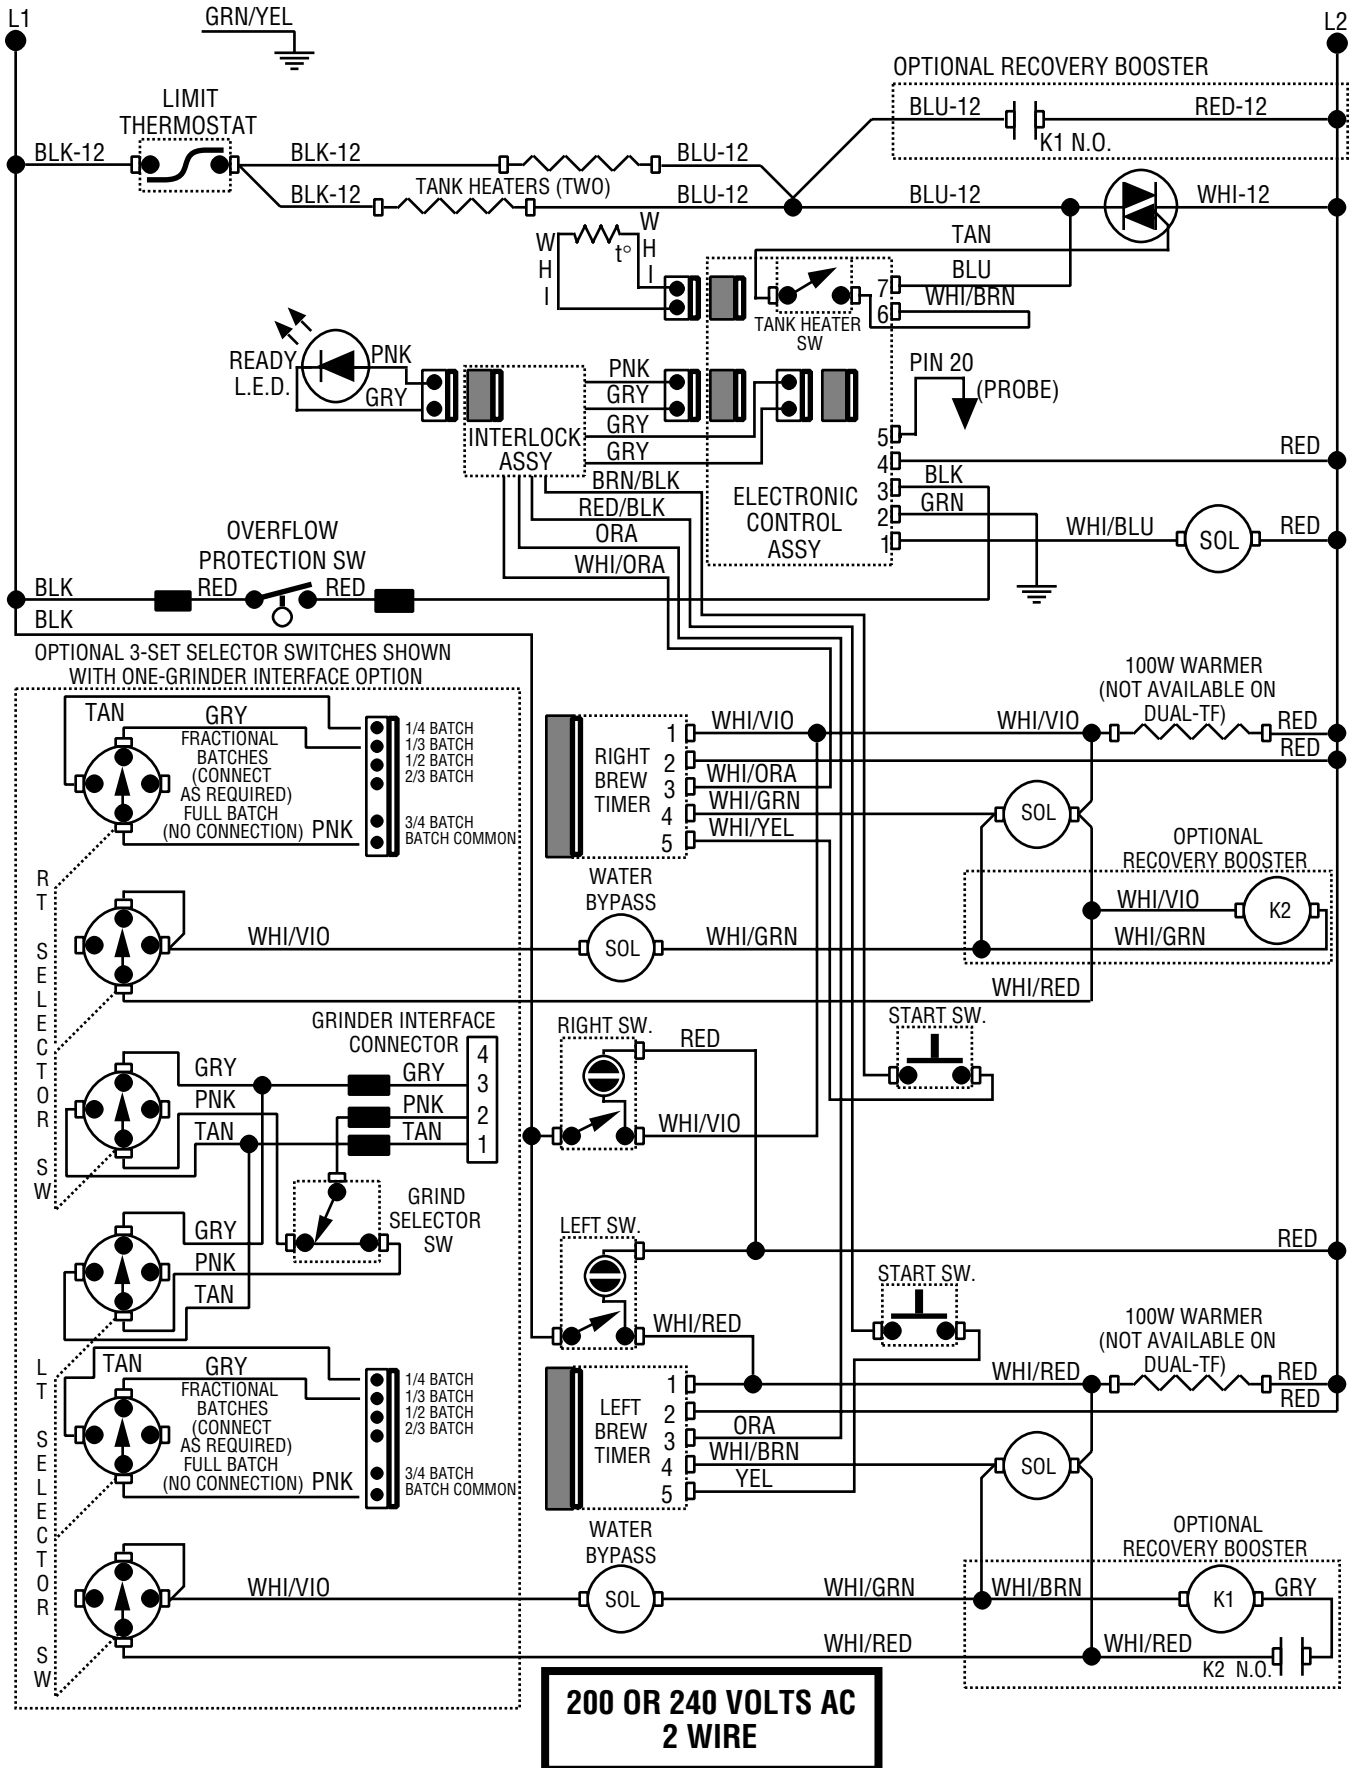 L1
GRN/YEL
L2
OPTIONAL RECOVERY BOOSTER
LIMIT
THERMOSTAT
BLU-12
RED-12
K1 N.O.
BLK-12
BLK-12
BLU-12
BLK-12
TANK HEATERS (TWO)
BLU-12
BLU-12
WHI-12
WHI
t°
WHI
TAN
BLU
7
WHI/BRN
6
TANK HEATER
SW
READY
L.E.D.
PNK
GRY
PNK
GRY
GRY
GRY
INTERLOCK
ASSY
PIN 20
(PROBE)
5
4
RED
BRN/BLK
RED/BLK
ORA
WHI/ORA
ELECTRONIC
CONTROL
ASSY
3
BLK
2
GRN
1
WHI/BLU
SOL
RED
OVERFLOW
PROTECTION SW
BLK
RED
RED
BLK
OPTIONAL 3-SET SELECTOR SWITCHES SHOWN
WITH ONE-GRINDER INTERFACE OPTION
TAN
GRY
FRACTIONAL
BATCHES
(CONNECT
AS REQUIRED)
FULL BATCH
(NO CONNECTION)
PNK
1/4 BATCH
1/3 BATCH
1/2 BATCH
2/3 BATCH
3/4 BATCH
BATCH COMMON
RIGHT
BREW
TIMER
1
WHI/VIO
WHI/VIO
100W WARMER
(NOT AVAILABLE ON
DUAL-TF)
RED
2
RED
3
WHI/ORA
4
WHI/GRN
5
WHI/YEL
SOL
OPTIONAL
RECOVERY BOOSTER
WHI/VIO
K2
WHI/GRN
RT SELECTOR SW
WHI/VIO
WATER
BYPASS
SOL
WHI/GRN
WHI/RED
GRINDER INTERFACE
CONNECTOR
4
3
2
1
GRY
GRY
PNK
PNK
TAN
TAN
RIGHT SW.
RED
WHI/VIO
START SW.
GRIND
SELECTOR
SW
GRY
PNK
TAN
LEFT SW.
RED
WHI/RED
START SW.
LT SELECTOR SW
TAN
GRY
FRACTIONAL
BATCHES
(CONNECT
AS REQUIRED)
FULL BATCH
(NO CONNECTION)
PNK
1/4 BATCH
1/3 BATCH
1/2 BATCH
2/3 BATCH
3/4 BATCH
BATCH COMMON
LEFT
BREW
TIMER
1
WHI/RED
100W WARMER
(NOT AVAILABLE ON
DUAL-TF)
RED
2
RED
3
ORA
4
WHI/BRN
5
YEL
SOL
WATER
BYPASS
WHI/VIO
SOL
WHI/GRN
OPTIONAL
RECOVERY BOOSTER
WHI/BRN
K1
GRY
WHI/RED
WHI/RED
K2 N.O.
200 OR 240 VOLTS AC
2 WIRE